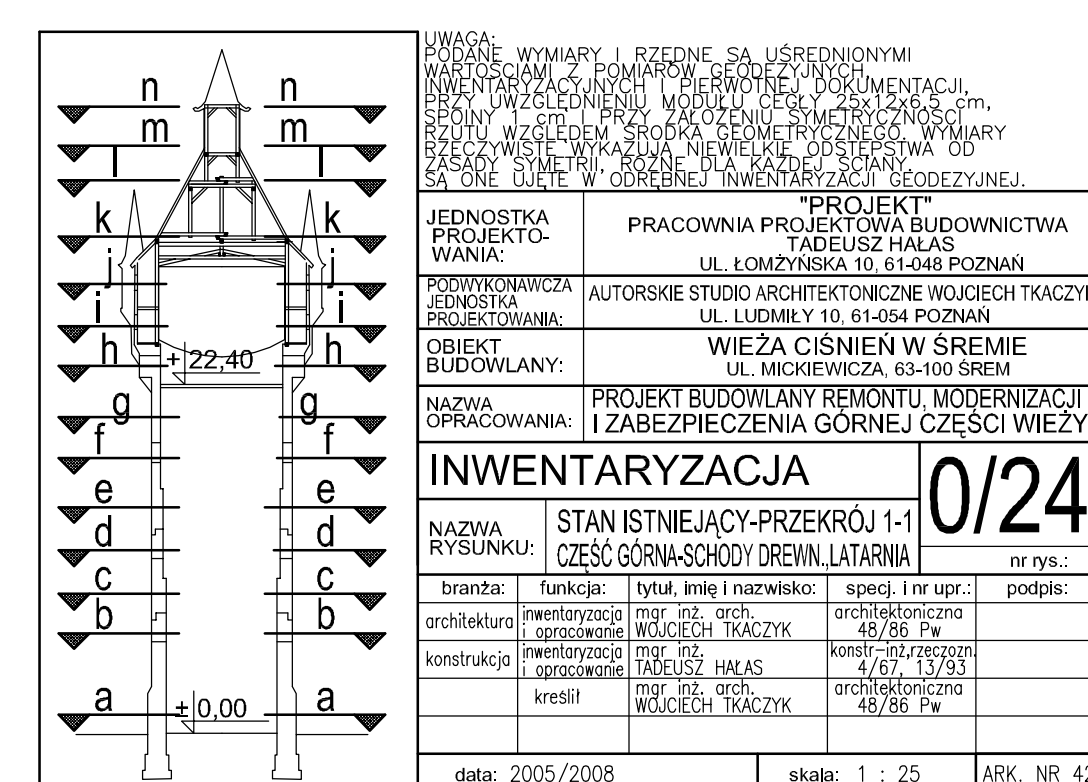 n n
m m
l l
k k
j j
i i
h h
+ 22,40
g g
f f
e e
d d
c c
b b
a a
± 0,00
UWAGA:
PODANE WYMIARY I RZĘDNE SĄ UŚREDNIONYMI
WARTOŚCIAMI Z POMIARÓW GEODEZYJNYCH,
INWENTARYZACYJNYCH I PIERWOTNEJ DOKUMENTACJI,
PRZY UWZGLĘDNIENIU MODUŁU CEGŁY 25x12x6,5 cm,
SPOINY 1 cm I PRZY ZAŁOŻENIU SYMETRYCZNOŚCI
RZUTU WZGLĘDEM ŚRODKA GEOMETRYCZNEGO. WYMIARY
RZECZYWISTE WYKAZUJĄ NIEWIELKIE ODSTĘPSTWA OD
ZASADY SYMETRII, RÓŻNE DLA KAŻDEJ ŚCIANY.
SĄ ONE UJĘTE W ODRĘBNEJ INWENTARYZACJI GEODEZYJNEJ.
JEDNOSTKA
PROJEKTO-
WANIA:
"PROJEKT"
PRACOWNIA PROJEKTOWA BUDOWNICTWA
TADEUSZ HAŁAS
UL. ŁOMŻYŃSKA 10, 61-048 POZNAŃ
PODWYKONAWCZA
JEDNOSTKA
PROJEKTOWANIA:
AUTORSKIE STUDIO ARCHITEKTONICZNE WOJCIECH TKACZYK
UL. LUDMIŁY 10, 61-054 POZNAŃ
OBIEKT
BUDOWLANY:
WIEŻA CIŚNIEŃ W ŚREMIE
UL. MICKIEWICZA, 63-100 ŚREM
NAZWA
OPRACOWANIA:
PROJEKT BUDOWLANY REMONTU, MODERNIZACJI
I ZABEZPIECZENIA GÓRNEJ CZĘŚCI WIEŻY
INWENTARYZACJA
0/24
nr rys.:
NAZWA
RYSUNKU:
STAN ISTNIEJĄCY-PRZEKRÓJ 1-1
CZĘŚĆ GÓRNA-SCHODY DREWN.,LATARNIA
branża: funkcja: tytuł, imię i nazwisko: specj. i nr upr.: podpis:
architektura inwentaryzacja i opracowanie mgr inż. arch. WOJCIECH TKACZYK architektoniczna 48/86 Pw
konstrukcja inwentaryzacja i opracowanie mgr inż. TADEUSZ HAŁAS konstr-inż,rzeczozn. 4/67, 13/93
kreślił mgr inż. arch. WOJCIECH TKACZYK architektoniczna 48/86 Pw
data: 2005/2008 skala: 1 : 25 ARK. NR 42